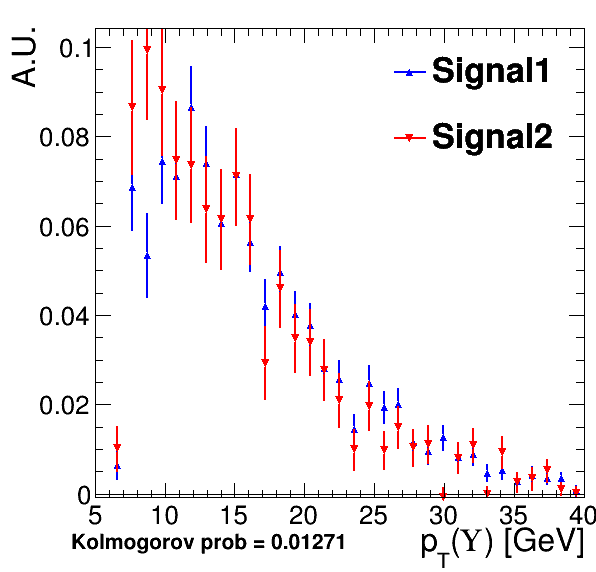 A.U.
0.1
0.08
0.06
0.04
0.02
0
Signal1
Signal2
5 10 15 20 25 30 35 40
Kolmogorov prob = 0.01271
p_T(Υ) [GeV]